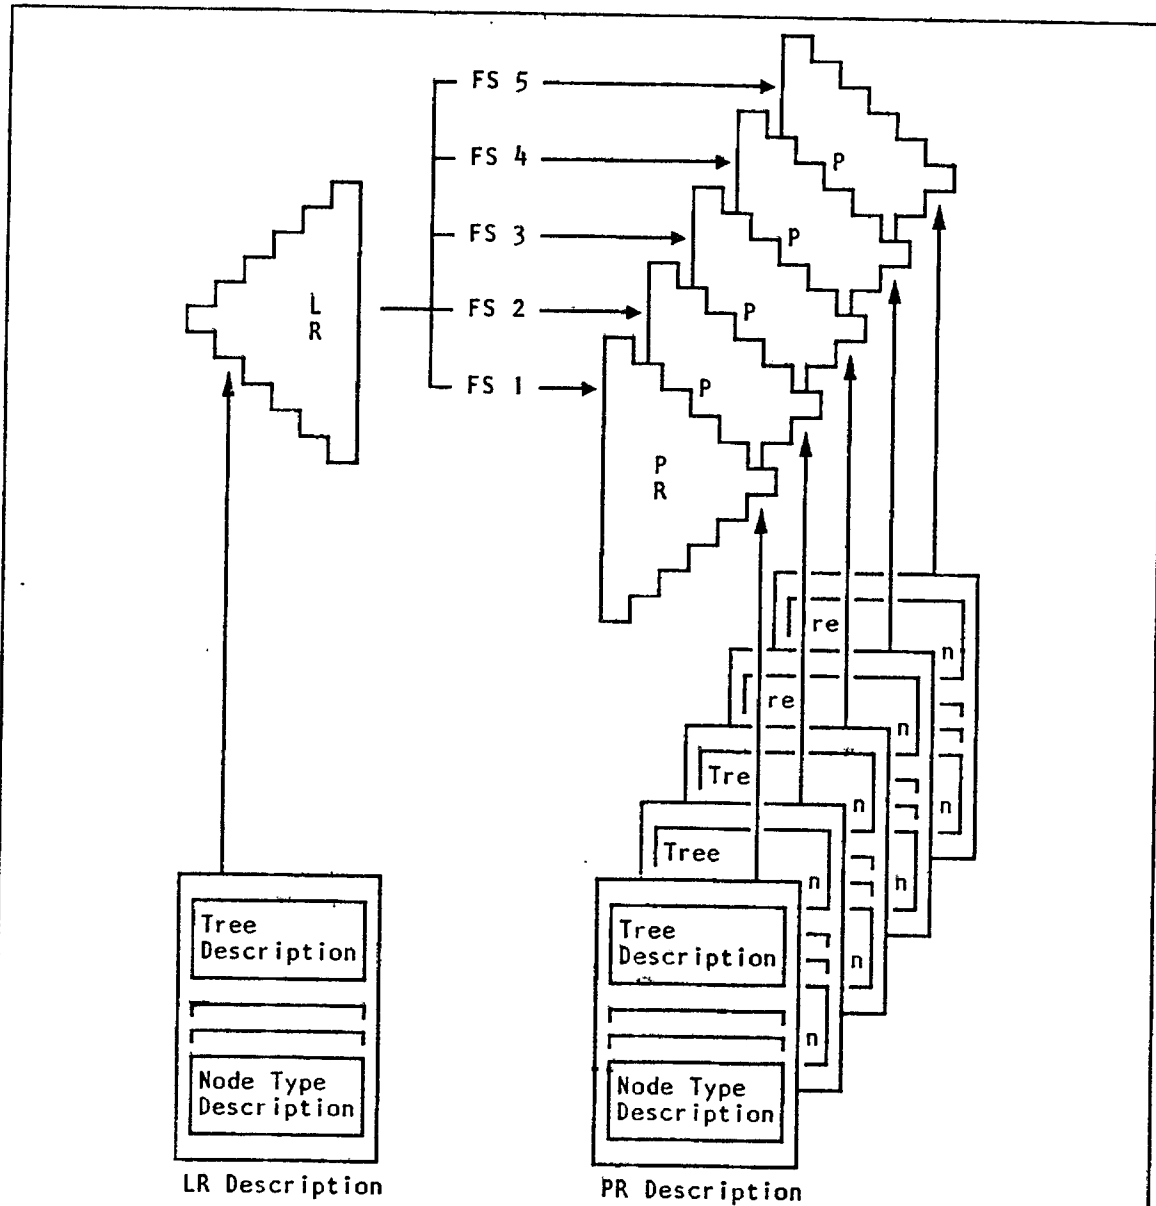 FS 5
P
FS 4
P
FS 3
L
R
P
FS 2
P
FS 1
P
R
re
n
re
n
Tre
n
n
Tree
n
h
Tree
Description
Tree
Description
n
n
Node Type
Description
Node Type
Description
LR Description
PR Description